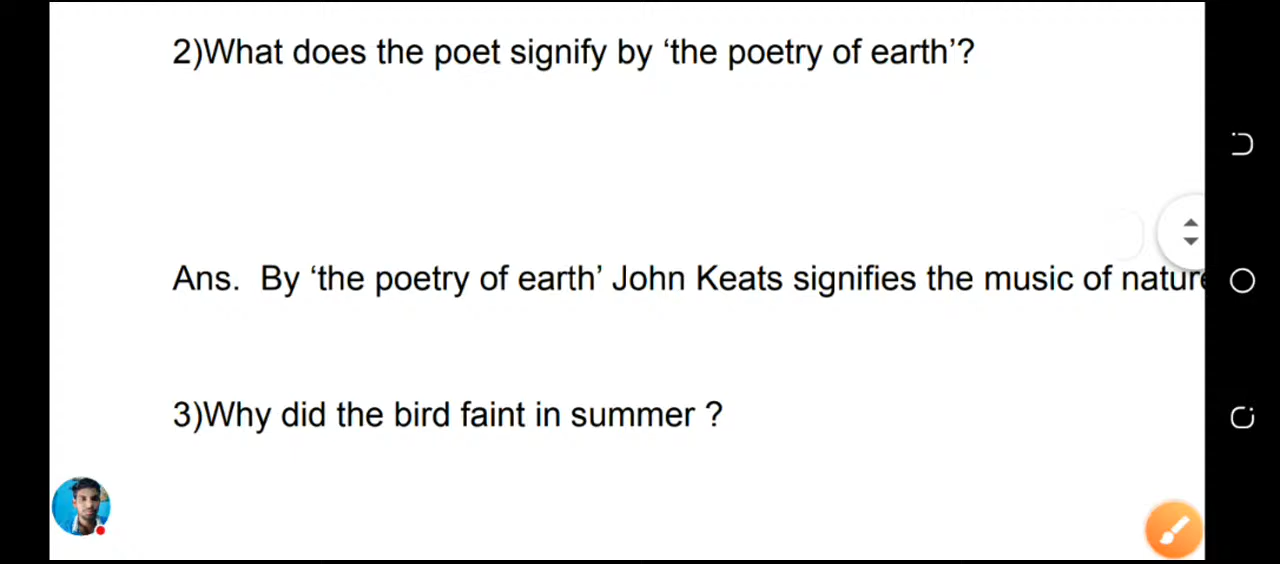 2)What does the poet signify by ‘the poetry of earth’?
Ans.  By ‘the poetry of earth’ John Keats signifies the music of nature
3)Why did the bird faint in summer ?